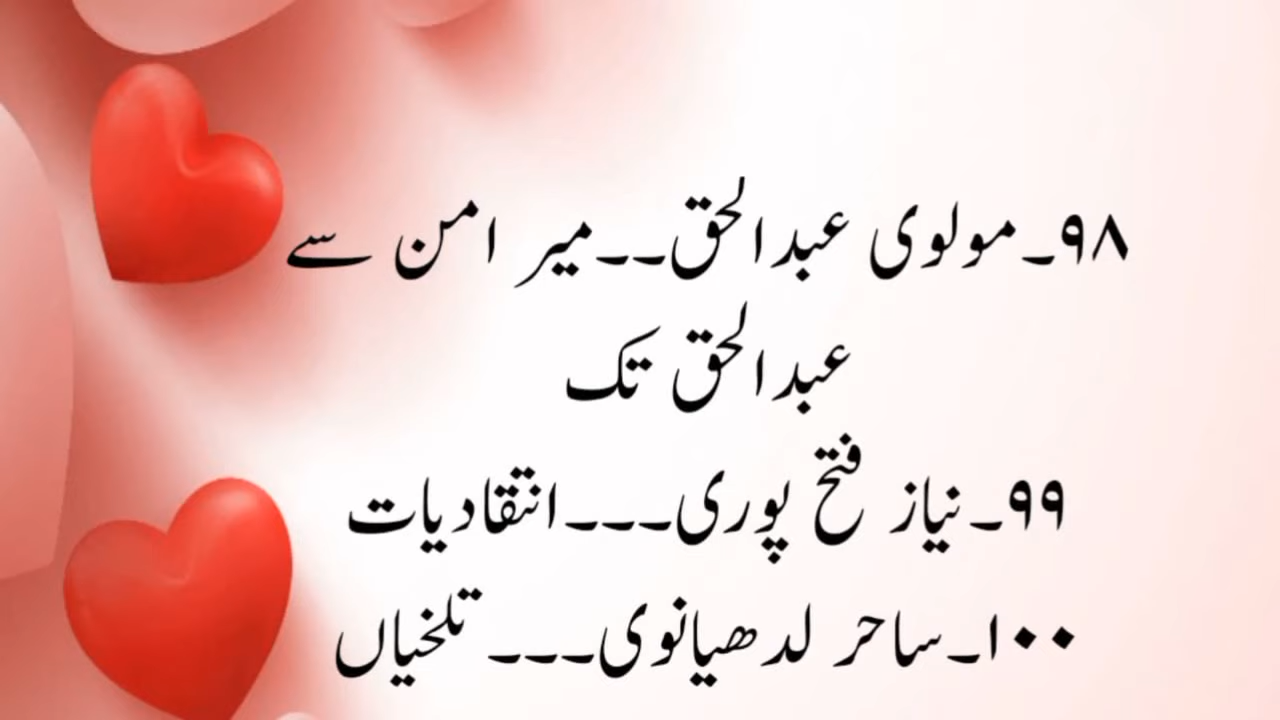 ۹۸۔مولوی عبدالحق۔۔میر امن سے
عبدالحق تک
۹۹۔نیاز فتح پوری۔۔۔انتقادیات
۱۰۰۔ساحر لدھیانوی۔۔۔تلخیاں